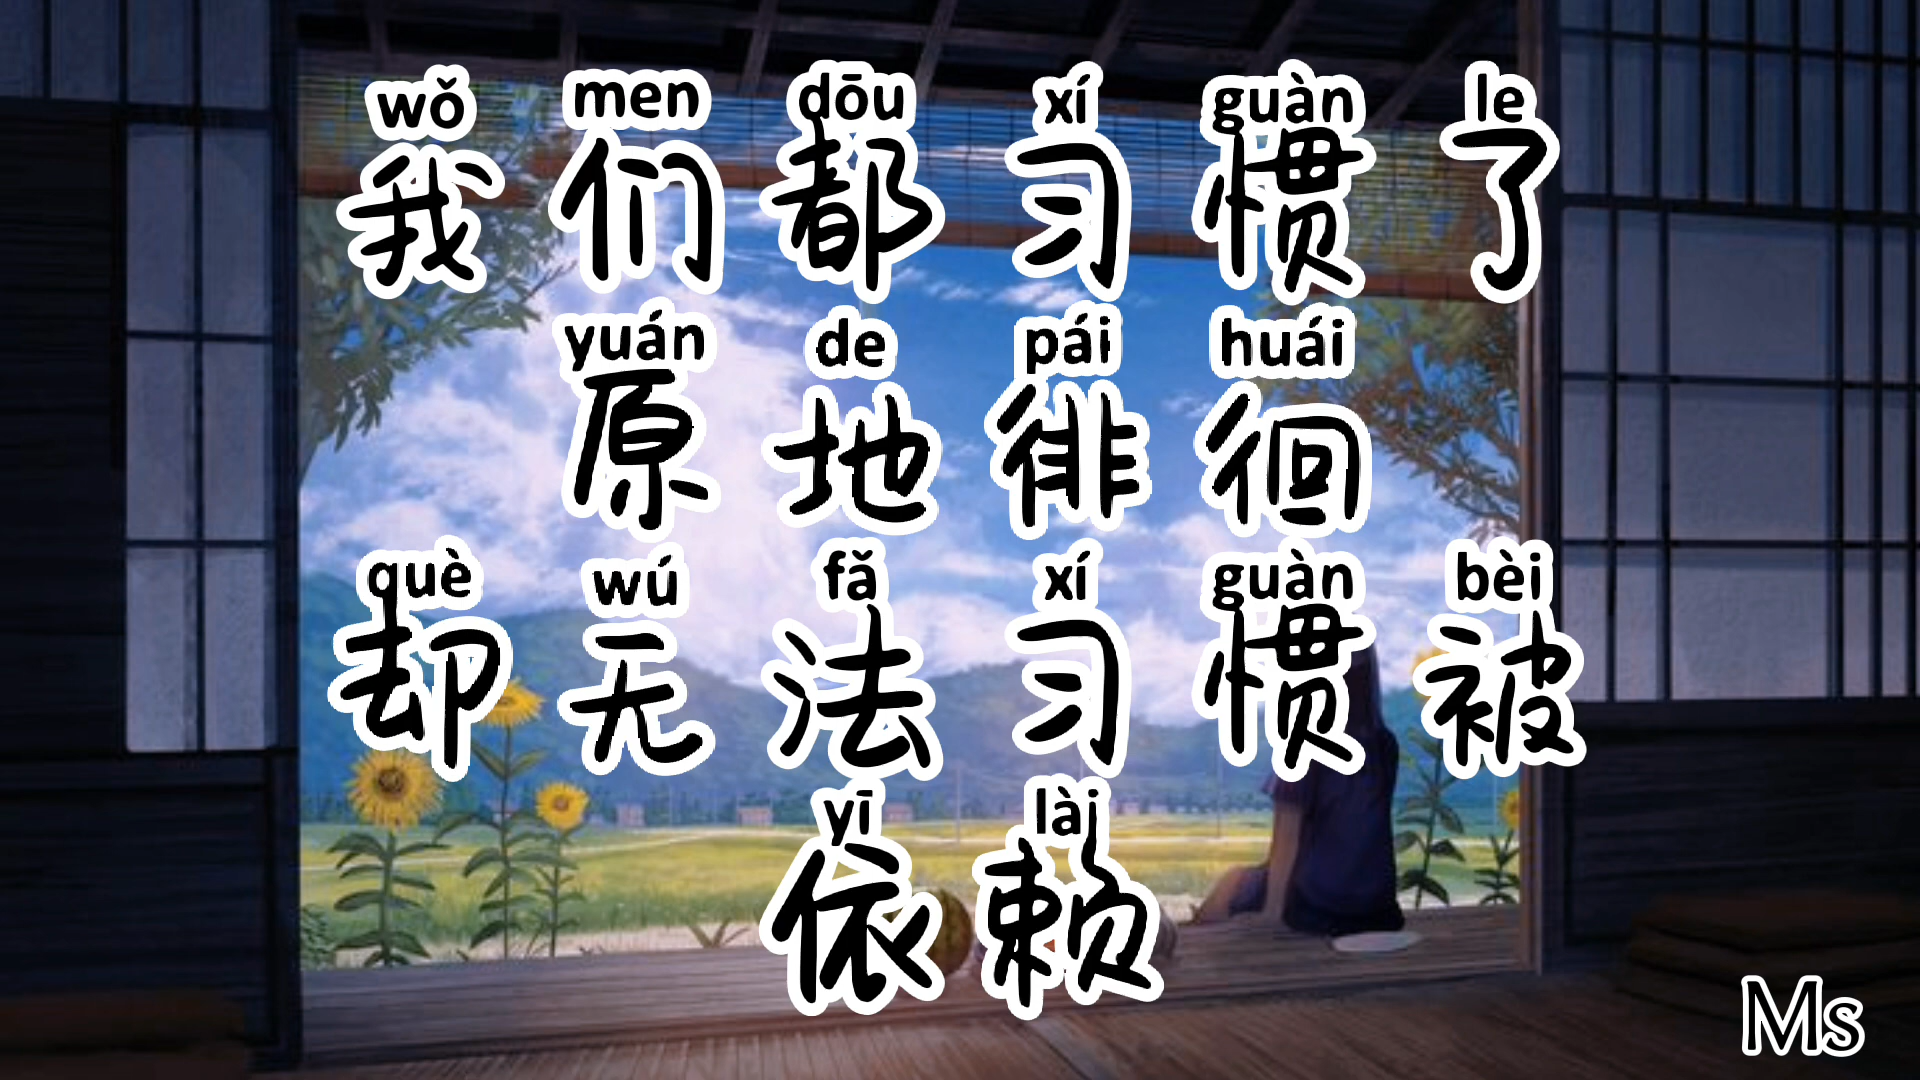 wǒ men dōu xí guàn le
我们都习惯了
yuán de pái huái
原地徘徊
què wú fǎ xí guàn bèi
却无法习惯被
yī lài
依赖
Ms